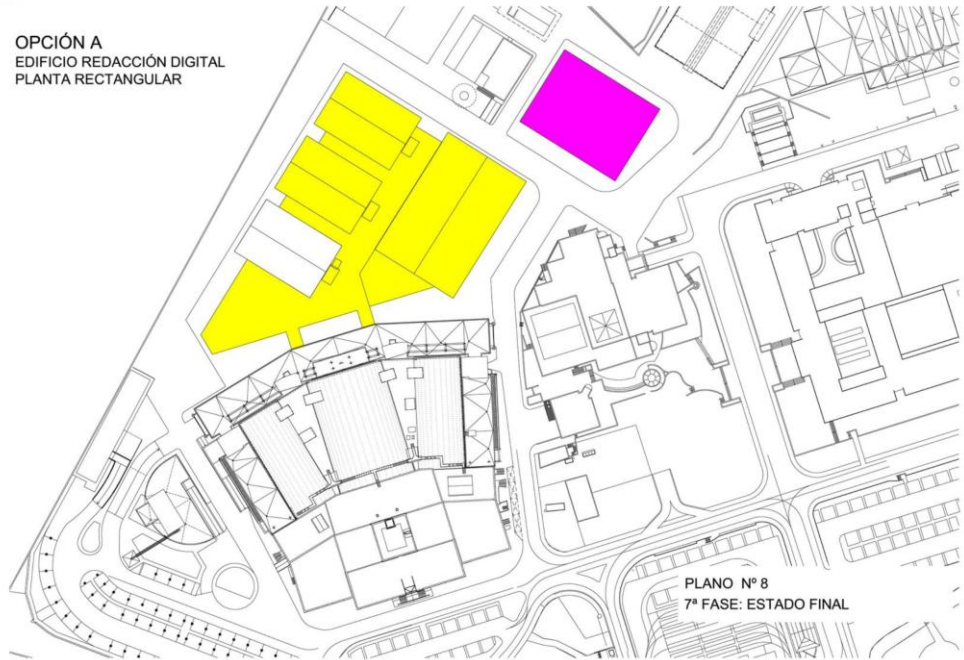 OPCIÓN A
EDIFICIO REDACCIÓN DIGITAL
PLANTA RECTANGULAR
PLANO Nº 8
7ª FASE: ESTADO FINAL